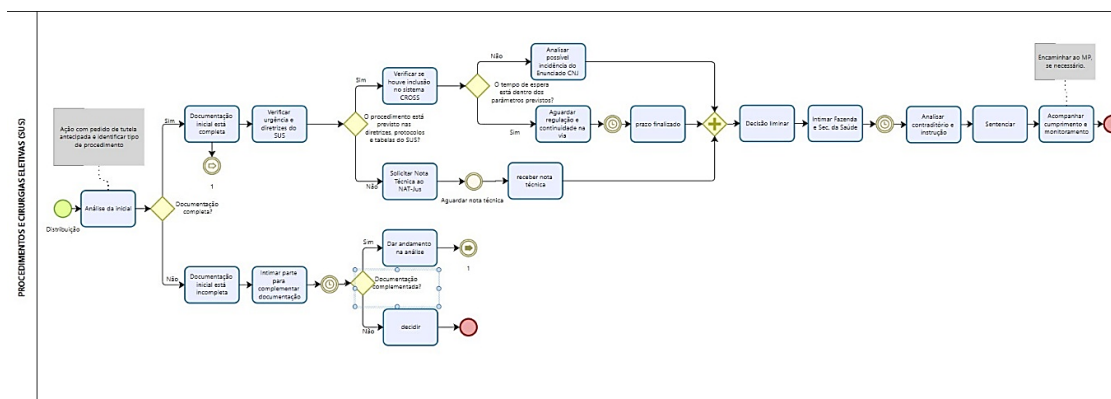 PROCEDIMENTOS E CIRURGIAS ELETIVAS (SUS)
Ação com pedido de tutela
antecipada e identificar tipo
de procedimento
Distribuição
Análise da inicial
Documentação
completa?
Sim
Documentação
inicial está
completa
1
Verificar
urgência e
diretrizes do
SUS
O procedimento está
previsto nas
diretrizes, protocolos
e tabelas do SUS?
Sim
Verificar se
houve inclusão
no sistema
CROSS
O tempo de espera
está dentro dos
parâmetros previstos?
Não
Analisar
possível
incidência do
Enunciado CNJ
Sim
Aguardar
regulação e
continuidade na
via
prazo finalizado
Não
Solicitar Nota
Técnica ao
NAT-Jus
Aguardar nota técnica
receber nota
técnica
Decisão liminar
Intimar Fazenda
e Sec. da Saúde
Analisar
contraditório e
instrução
Sentenciar
Encaminhar ao MP,
se necessário.
Acompanhar
cumprimento e
monitoramento
Não
Documentação
inicial está
incompleta
Intimar parte
para
complementar
documentação
Documentação
complementada?
Sim
Dar andamento
na análise
1
Não
decidir